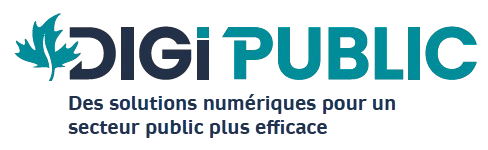 DIGi PUBLIC
Des solutions numériques pour un
secteur public plus efficace